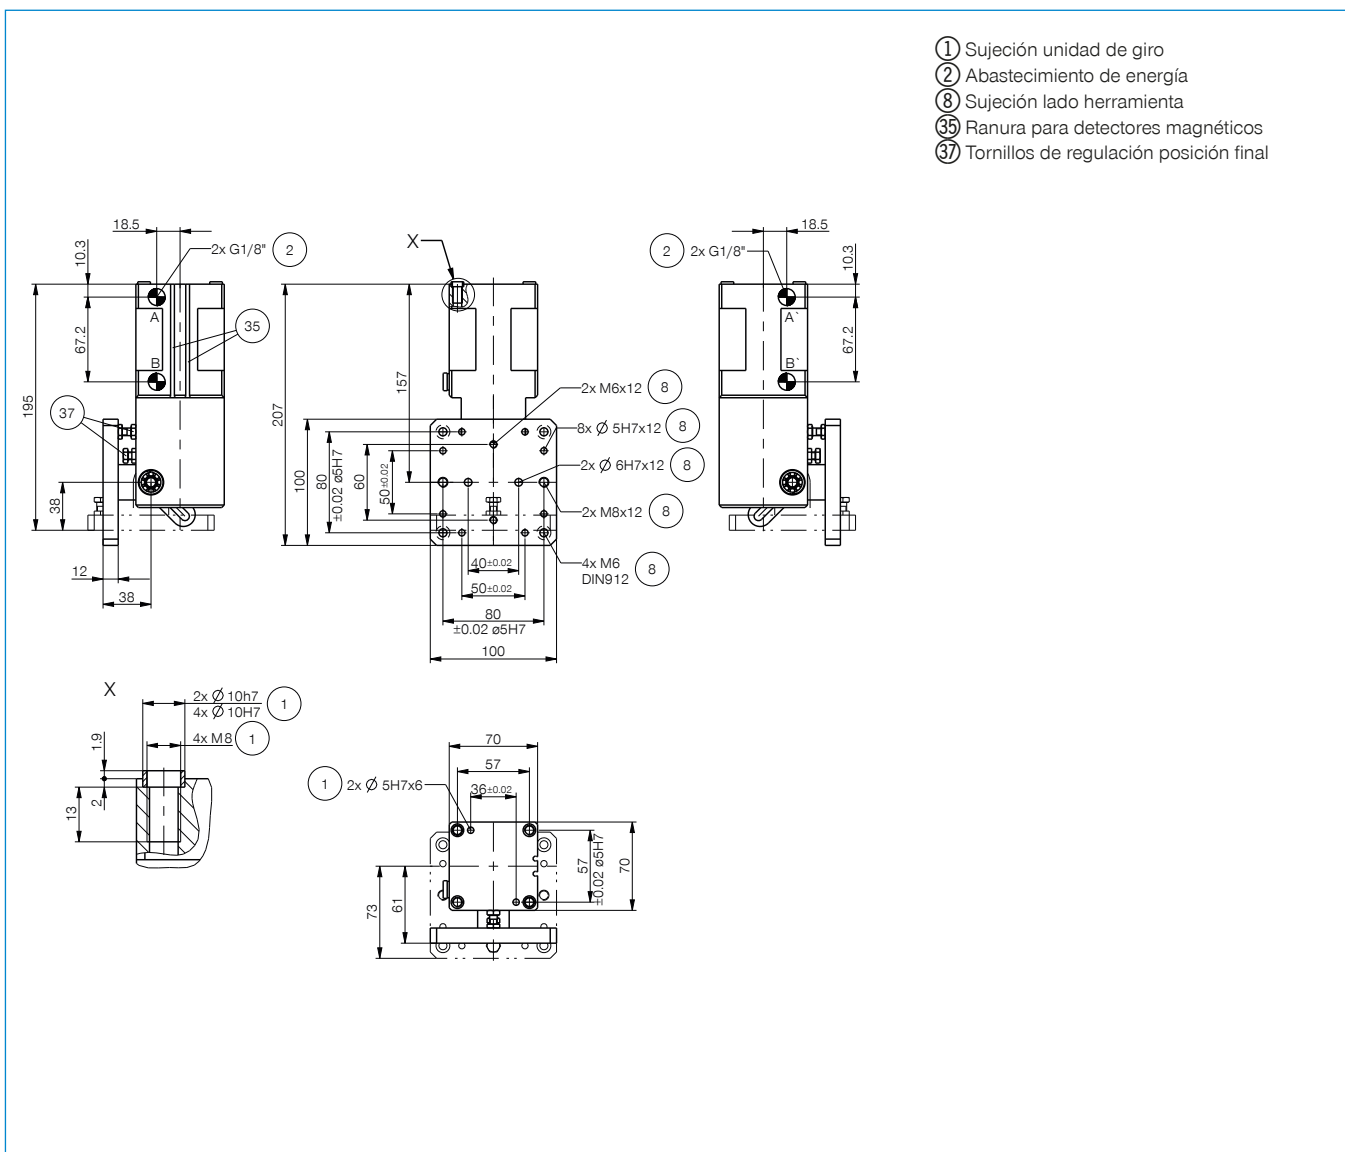 1 Sujeción unidad de giro
2 Abastecimiento de energía
8 Sujeción lado herramienta
35 Ranura para detectores magnéticos
37 Tornillos de regulación posición final
18.5
10.3
2x G1/8" 2
A
B
67.2
195
35
37
38
12
38
X
207
157
100
80
±0.02 ø5H7
60
50±0.02
2x M6x12 8
8x Ø 5H7x12 8
2x Ø 6H7x12 8
2x M8x12 8
4x M6 8
DIN912
40±0.02
50±0.02
80
±0.02 ø5H7
100
2 2x G1/8"
18.5
10.3
A`
B`
67.2
X
2x Ø 10h7
4x Ø 10H7 1
4x M8 1
1.9
2
13
70
57
36±0.02
1 2x Ø 5H7x6
57
±0.02 ø5H7
70
73
61